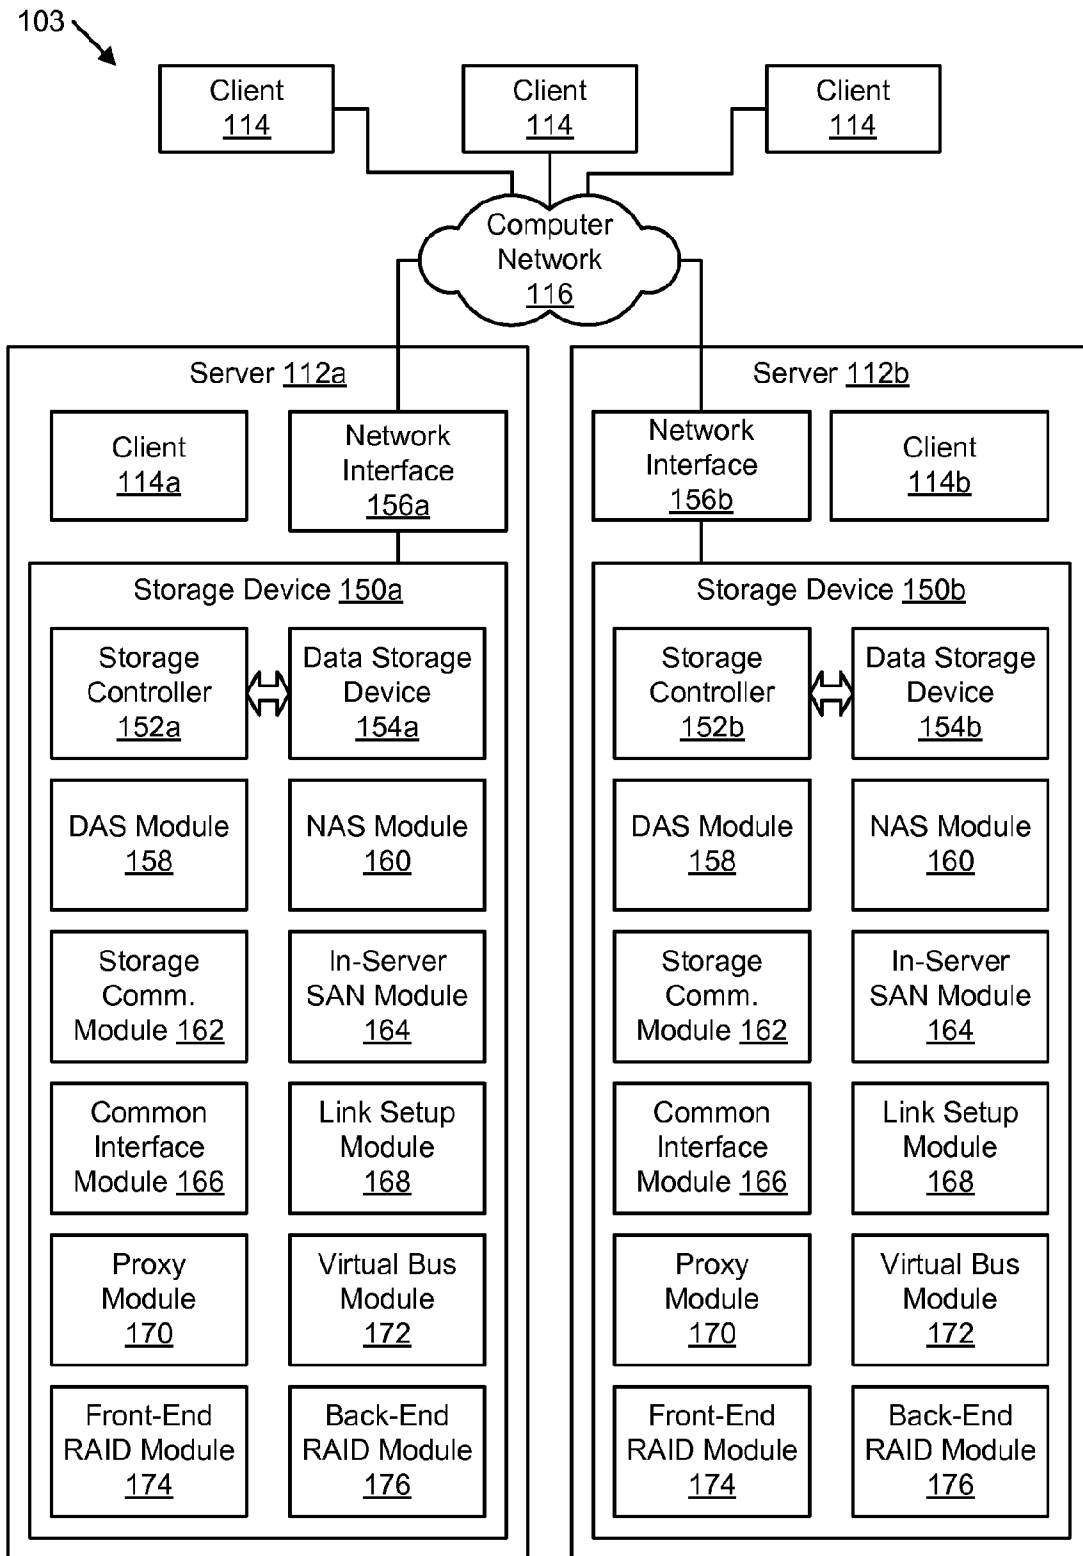 103
Client
114
Client
114
Client
114
Computer
Network
116
Server 112a
Client
114a
Network
Interface
156a
Storage Device 150a
Storage
Controller
152a
Data Storage
Device
154a
DAS Module
158
NAS Module
160
Storage
Comm.
Module 162
In-Server
SAN Module
164
Common
Interface
Module 166
Link Setup
Module
168
Proxy
Module
170
Virtual Bus
Module
172
Front-End
RAID Module
174
Back-End
RAID Module
176
Server 112b
Network
Interface
156b
Client
114b
Storage Device 150b
Storage
Controller
152b
Data Storage
Device
154b
DAS Module
158
NAS Module
160
Storage
Comm.
Module 162
In-Server
SAN Module
164
Common
Interface
Module 166
Link Setup
Module
168
Proxy
Module
170
Virtual Bus
Module
172
Front-End
RAID Module
174
Back-End
RAID Module
176